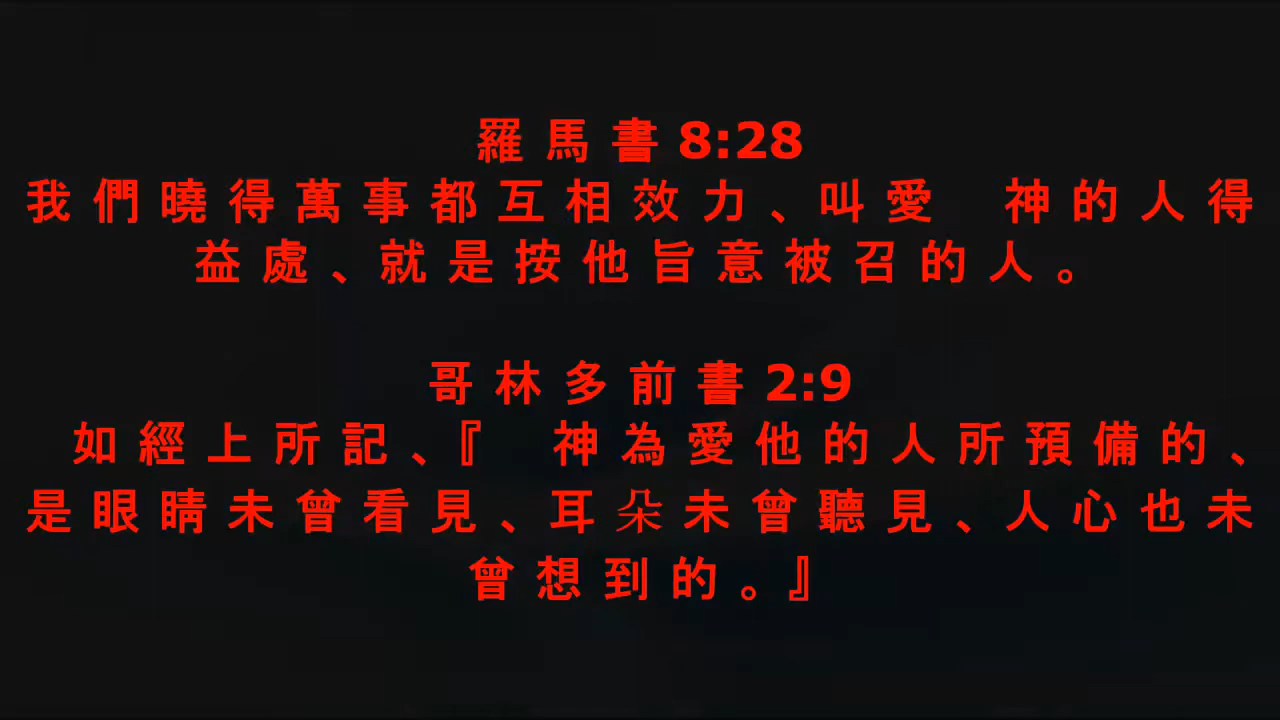 羅馬書 8:28
我們曉得萬事都互相效力、叫愛　神的人得
益處、就是按他旨意被召的人。
哥林多前書 2:9
如經上所記、『　神為愛他的人所預備的、
是眼睛未曾看見、耳朵未曾聽見、人心也未
曾想到的。』